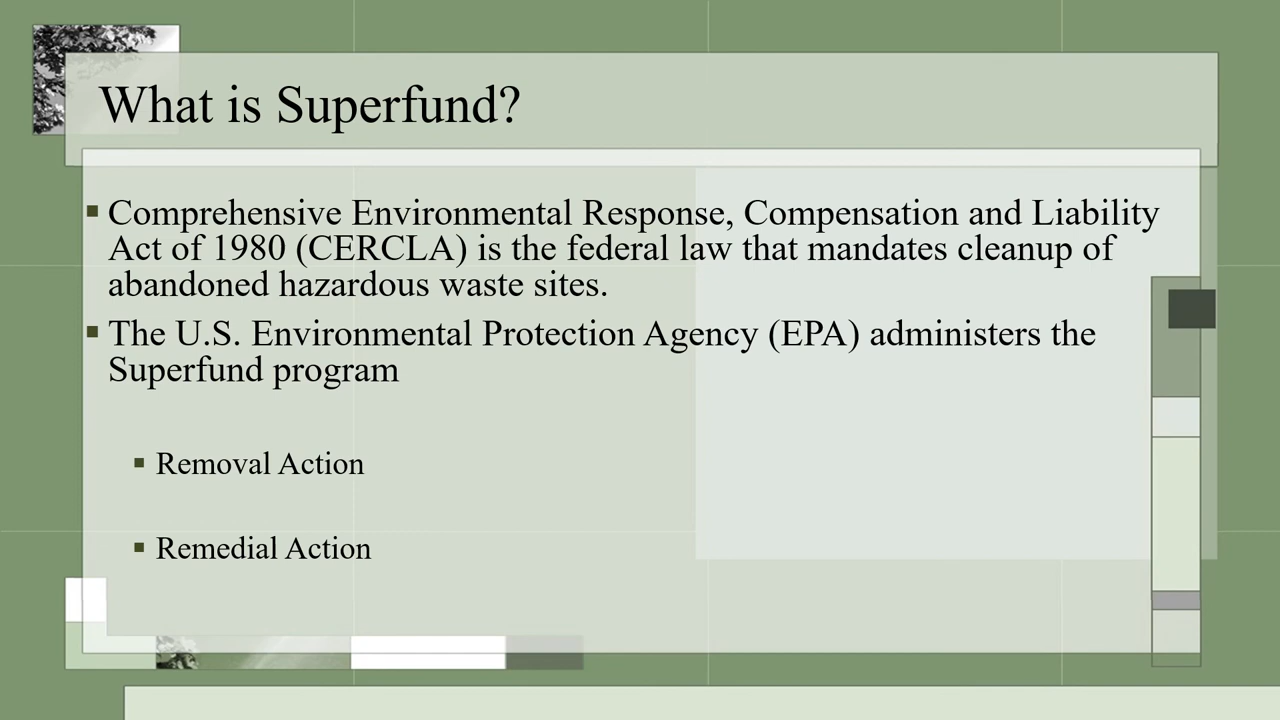 What is Superfund?
Comprehensive Environmental Response, Compensation and Liability
Act of 1980 (CERCLA) is the federal law that mandates cleanup of
abandoned hazardous waste sites.
The U.S. Environmental Protection Agency (EPA) administers the
Superfund program
Removal Action
Remedial Action